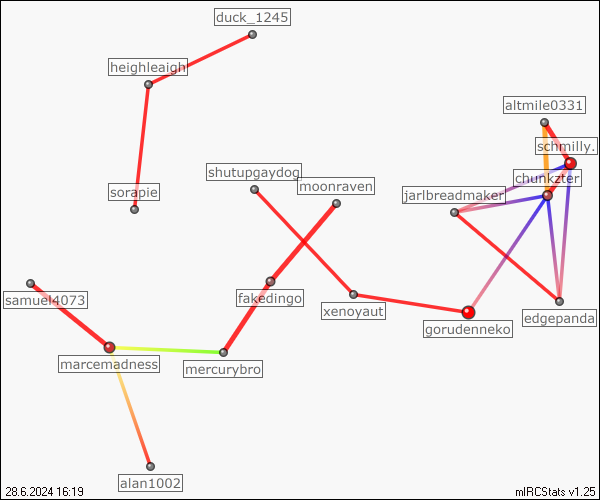 duck_1245
heighleaigh
altmile0331
schmilly.
shutupgaydog
chunkzter
moonraven
jarlbreadmaker
sorapie
samuel4073
fakedingo
xenoyaut
edgepanda
gorudenneko
marcemadness
mercurybro
alan1002
28.6.2024 16:19
mIRCStats v1.25